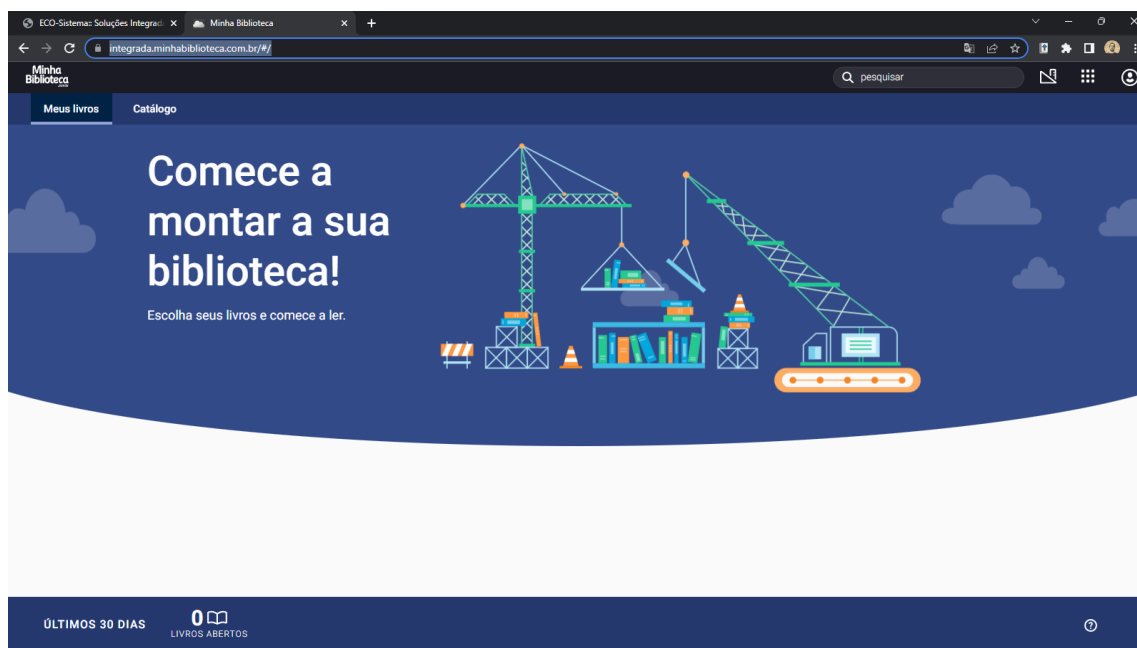 ECO-Sistema: Soluções Integrad
Minha Biblioteca
integrada.minhabiblioteca.com.br/#/
Minha
Biblioteca
pesquisar
Meus livros
Catálogo
Comece a
montar a sua
biblioteca!
Escolha seus livros e comece a ler.
ÚLTIMOS 30 DIAS
0
LIVROS ABERTOS